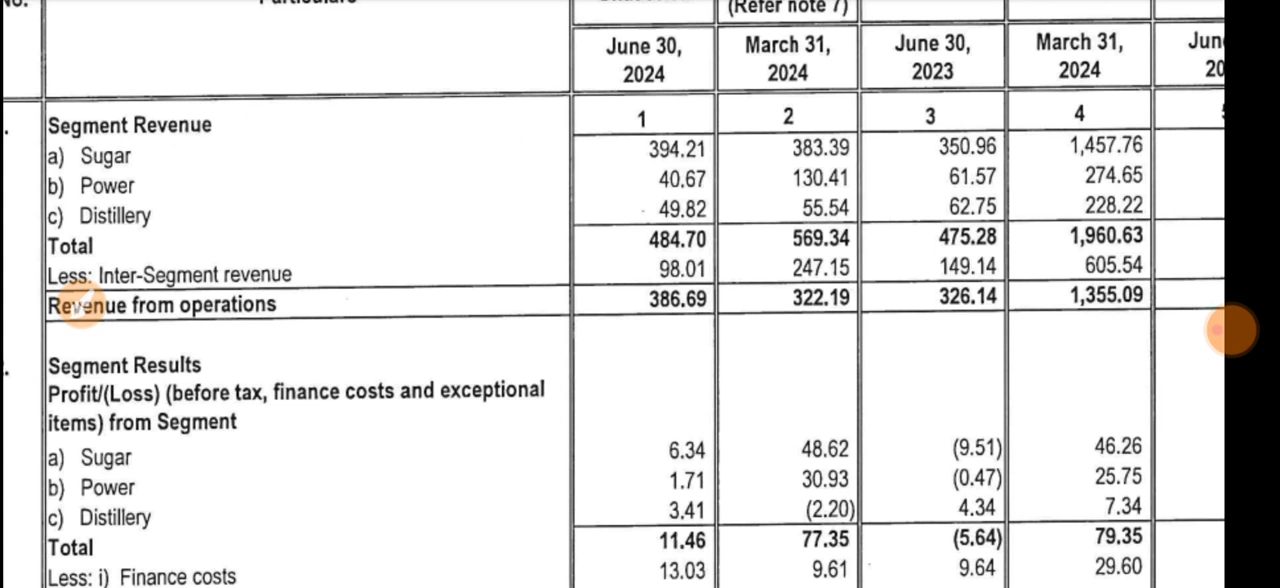 (Refer note 7)
June 30, 2024 March 31, 2024 June 30, 2023 March 31, 2024
1 2 3 4
Segment Revenue
a) Sugar 394.21 383.39 350.96 1,457.76
b) Power 40.67 130.41 61.57 274.65
c) Distillery 49.82 55.54 62.75 228.22
Total 484.70 569.34 475.28 1,960.63
Less: Inter-Segment revenue 98.01 247.15 149.14 605.54
Revenue from operations 386.69 322.19 326.14 1,355.09
Segment Results
Profit/(Loss) (before tax, finance costs and exceptional
items) from Segment
a) Sugar 6.34 48.62 (9.51) 46.26
b) Power 1.71 30.93 (0.47) 25.75
c) Distillery 3.41 (2.20) 4.34 7.34
Total 11.46 77.35 (5.64) 79.35
Less: i) Finance costs 13.03 9.61 9.64 29.60